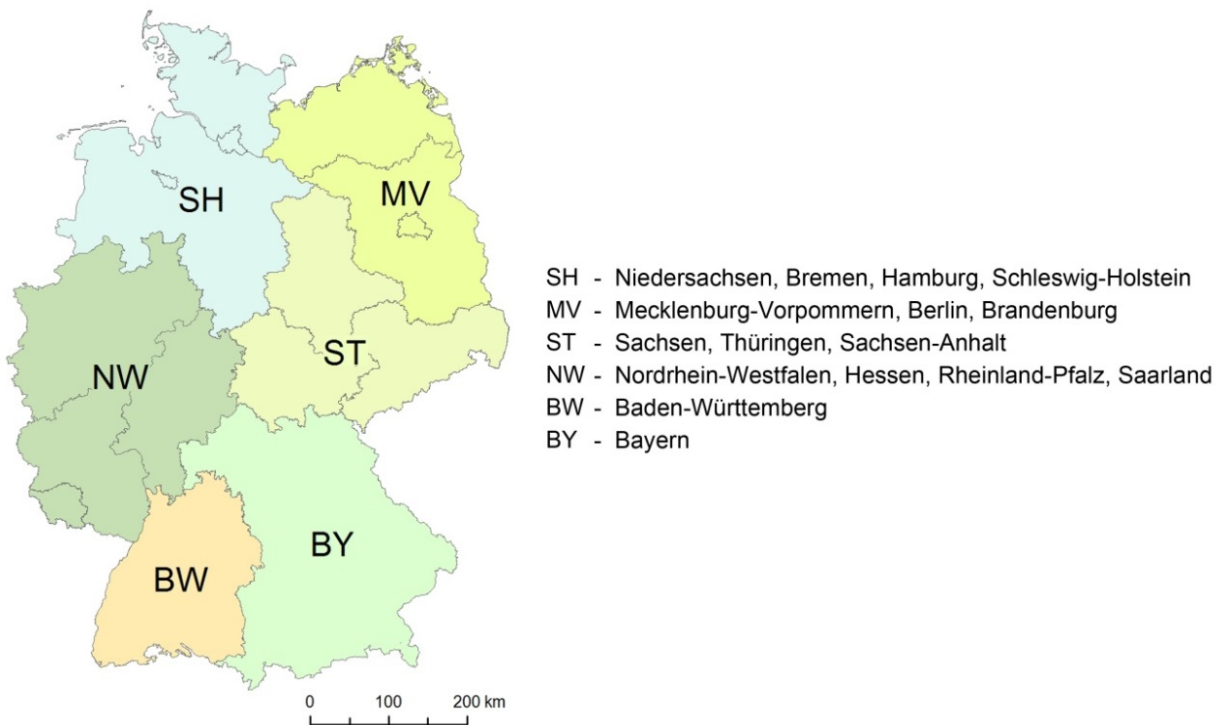 SH
MV
ST
NW
BW
BY
SH - Niedersachsen, Bremen, Hamburg, Schleswig-Holstein
MV - Mecklenburg-Vorpommern, Berlin, Brandenburg
ST - Sachsen, Thüringen, Sachsen-Anhalt
NW - Nordrhein-Westfalen, Hessen, Rheinland-Pfalz, Saarland
BW - Baden-Württemberg
BY - Bayern
0 100 200 km